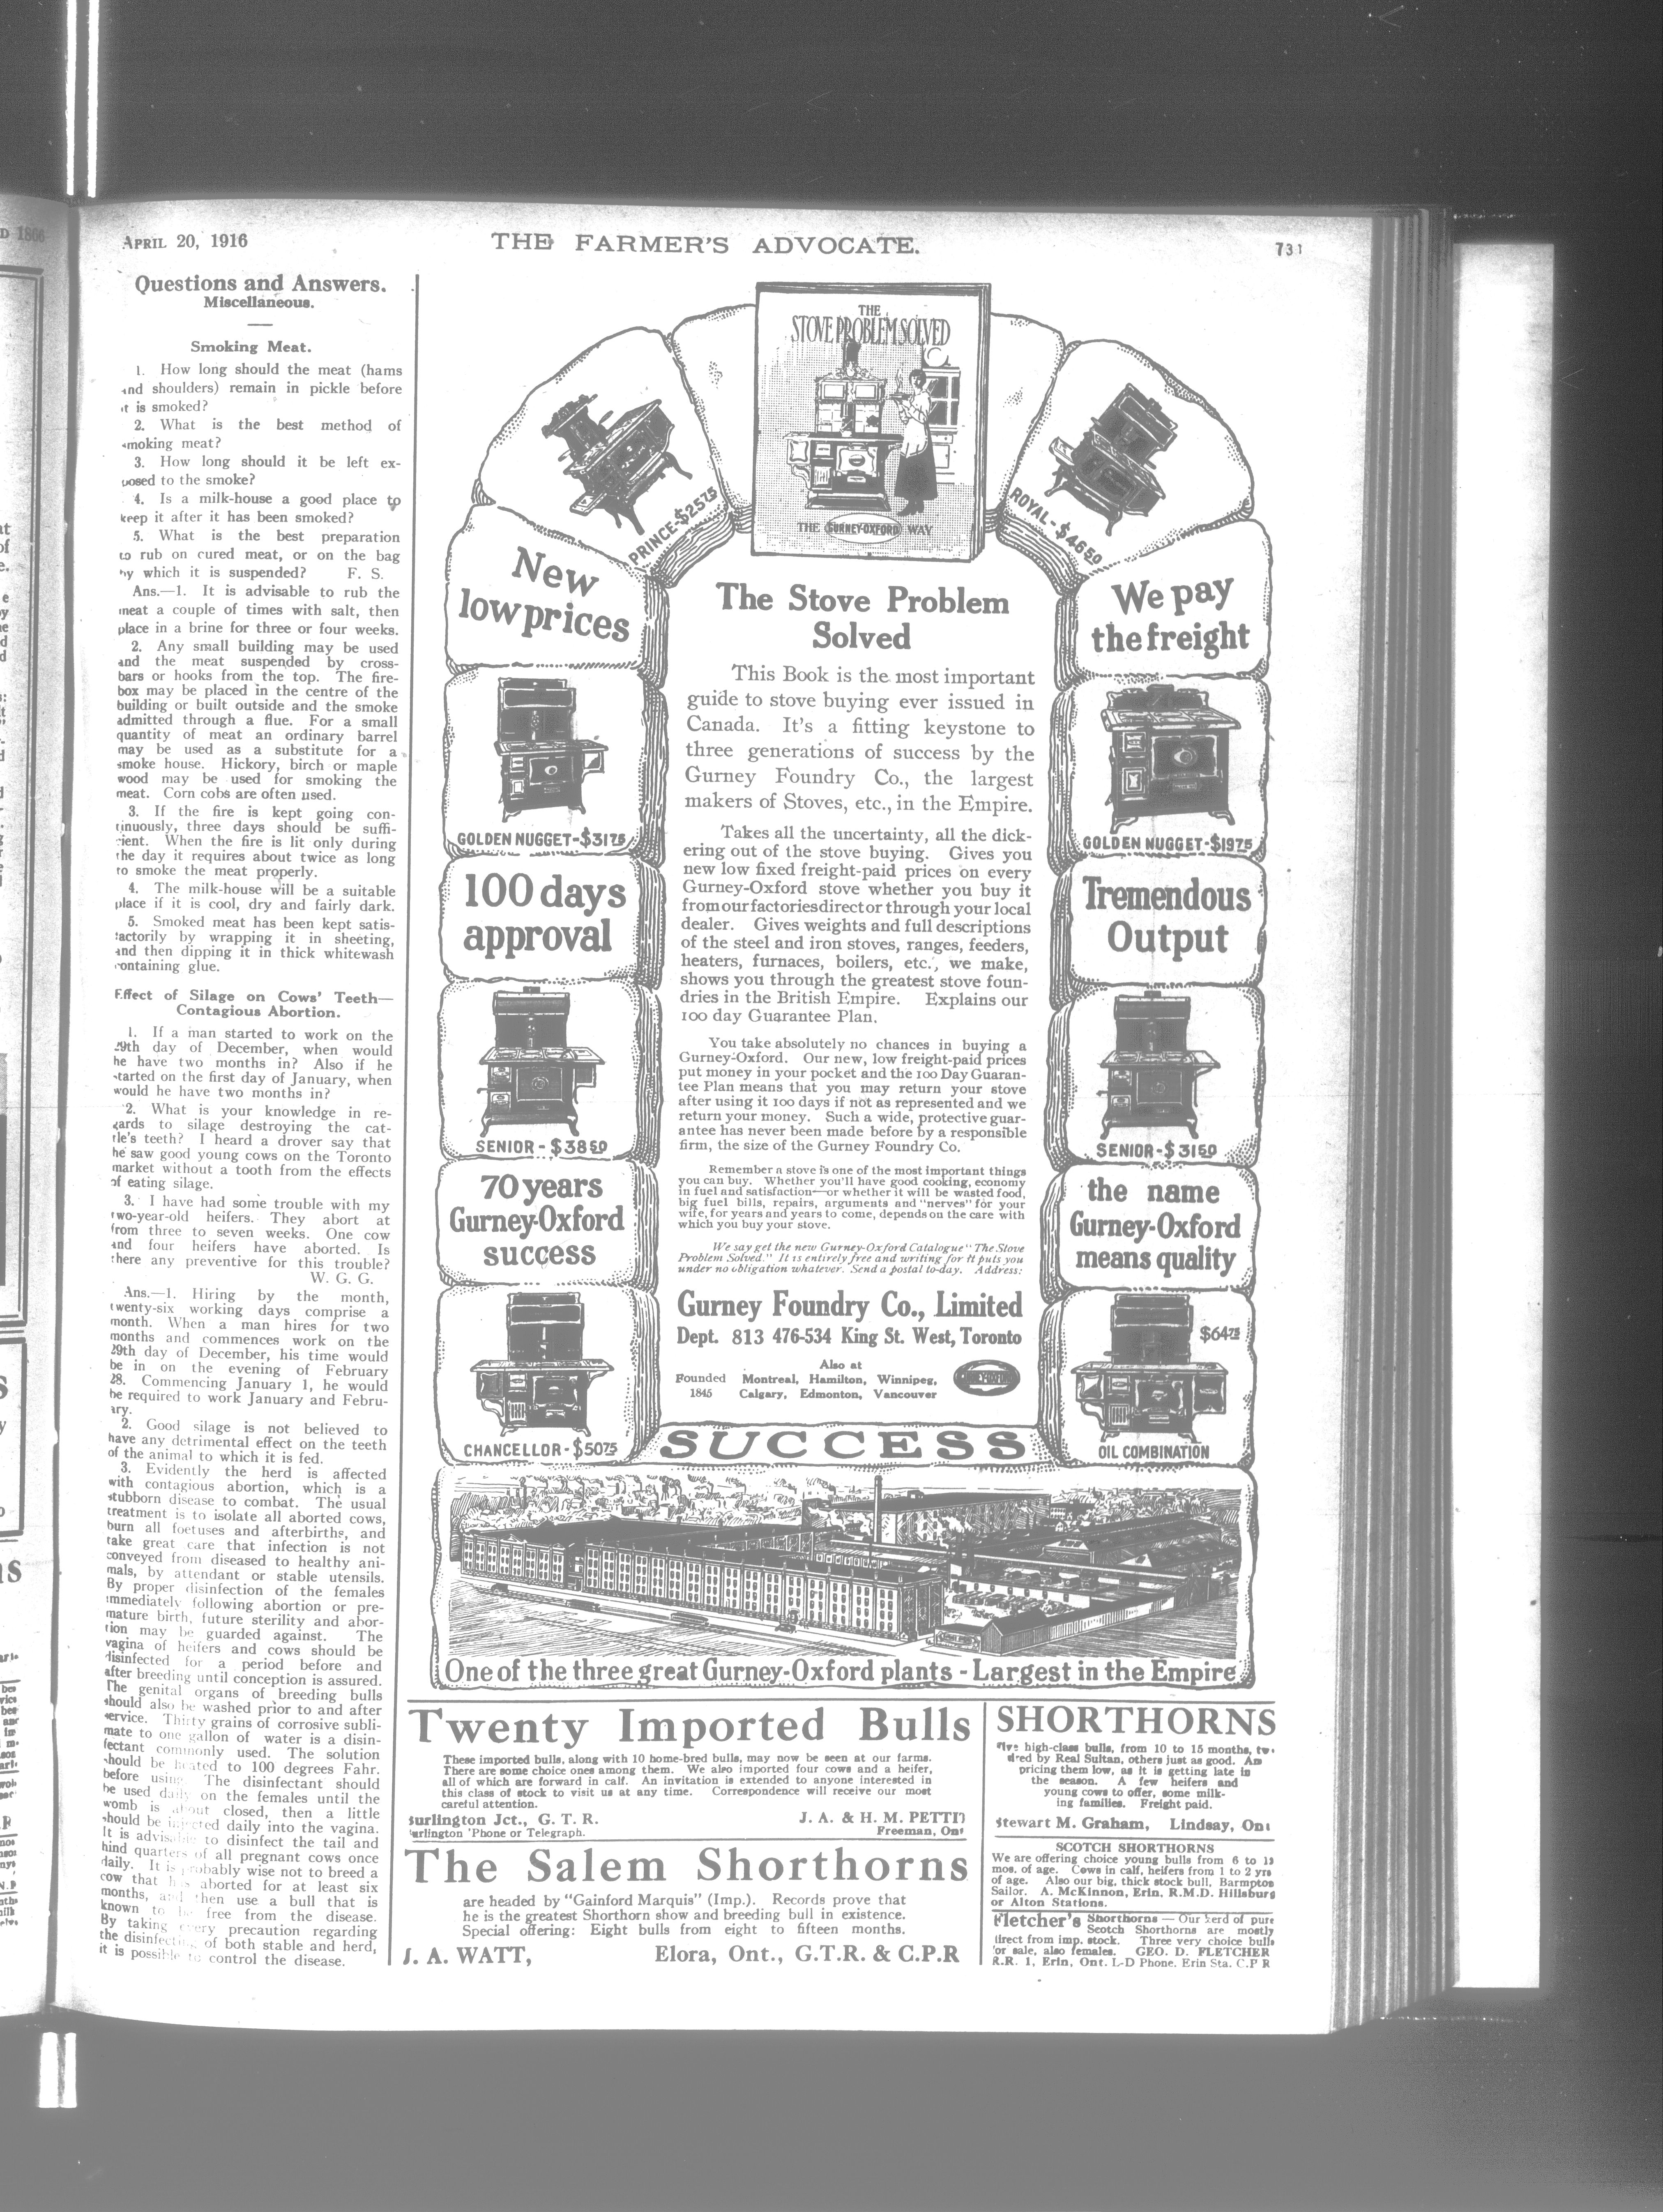 APRIL 20, 1916
THE FARMER'S ADVOCATE.
731
Questions and Answers.
Miscellaneous.
Smoking Meat.
1. How long should the meat (hams
and shoulders) remain in pickle before
it is smoked?
2. What is the best method of
smoking meat?
3. How long should it be left ex-
posed to the smoke?
4. Is a milk-house a good place to
keep it after it has been smoked?
5. What is the best preparation
to rub on cured meat, or on the bag
by which it is suspended? F. S.
Ans.—1. It is advisable to rub the
meat a couple of times with salt, then
place in a brine for three or four weeks.
2. Any small building may be used
and the meat suspended by cross-
bars or hooks from the top. The fire-
box may be placed in the centre of the
building or built outside and the smoke
admitted through a flue. For a small
quantity of meat an ordinary barrel
may be used as a substitute for a
smoke house. Hickory, birch or maple
wood may be used for smoking the
meat. Corn cobs are often used.
3. If the fire is kept going con-
tinuously, three days should be suffi-
cient. When the fire is lit only during
the day it requires about twice as long
to smoke the meat properly.
4. The milk-house will be a suitable
place if it is cool, dry and fairly dark.
5. Smoked meat has been kept satis-
factorily by wrapping it in sheeting,
and then dipping it in thick whitewash
containing glue.
Effect of Silage on Cows' Teeth—
Contagious Abortion.
1. If a man started to work on the
29th day of December, when would
he have two months in? Also if he
started on the first day of January, when
would he have two months in?
2. What is your knowledge in re-
gards to silage destroying the cat-
tle's teeth? I heard a drover say that
he saw good young cows on the Toronto
market without a tooth from the effects
of eating silage.
3. I have had some trouble with my
two-year-old heifers. They abort at
from three to seven weeks. One cow
and four heifers have aborted. Is
there any preventive for this trouble?
W. G. G.
Ans.—1. Hiring by the month,
twenty-six working days comprise a
month. When a man hires for two
months and commences work on the
29th day of December, his time would
be in on the evening of February
28. Commencing January 1, he would
be required to work January and Febru-
ary.
2. Good silage is not believed to
have any detrimental effect on the teeth
of the animal to which it is fed.
3. Evidently the herd is affected
with contagious abortion, which is a
stubborn disease to combat. The usual
treatment is to isolate all aborted cows,
burn all foetuses and afterbirths, and
take great care that infection is not
conveyed from diseased to healthy ani-
mals, by attendant or stable utensils.
By proper disinfection of the females
immediately following abortion or pre-
mature birth, future sterility and abor-
tion may be guarded against. The
vagina of heifers and cows should be
disinfected for a period before and
after breeding until conception is assured.
The genital organs of breeding bulls
should also be washed prior to and after
service. Thirty grains of corrosive subli-
mate to one gallon of water is a disin-
fectant commonly used. The solution
should be heated to 100 degrees Fahr.
before using. The disinfectant should
be used daily on the females until the
womb is about closed, then a little
should be injected daily into the vagina.
It is advisable to disinfect the tail and
hind quarters of all pregnant cows once
daily. It is probably wise not to breed a
cow that has aborted for at least six
months, and then use a bull that is
known to be free from the disease.
By taking every precaution regarding
the disinfecting of both stable and herd,
it is possible to control the disease.
THE
STOVE PROBLEM SOLVED
THE GURNEY-OXFORD WAY
PRINCE-$25.75
ROYAL-$46.50
New
low prices
We pay
the freight
GOLDEN NUGGET-$31.75
GOLDEN NUGGET-$19.75
100 days
approval
Tremendous
Output
SENIOR-$38.50
SENIOR-$31.50
70 years
Gurney-Oxford
success
the name
Gurney-Oxford
means quality
CHANCELLOR-$50.75
$64.75
OIL COMBINATION
The Stove Problem
Solved
This Book is the most important
guide to stove buying ever issued in
Canada. It's a fitting keystone to
three generations of success by the
Gurney Foundry Co., the largest
makers of Stoves, etc., in the Empire.
Takes all the uncertainty, all the dick-
ering out of the stove buying. Gives you
new low fixed freight-paid prices on every
Gurney-Oxford stove whether you buy it
from our factories direct or through your local
dealer. Gives weights and full descriptions
of the steel and iron stoves, ranges, feeders,
heaters, furnaces, boilers, etc., we make,
shows you through the greatest stove foun-
dries in the British Empire. Explains our
100 day Guarantee Plan.
You take absolutely no chances in buying a
Gurney-Oxford. Our new, low freight-paid prices
put money in your pocket and the 100 Day Guaran-
tee Plan means that you may return your stove
after using it 100 days if not as represented and we
return your money. Such a wide, protective guar-
antee has never been made before by a responsible
firm, the size of the Gurney Foundry Co.
Remember a stove is one of the most important things
you can buy. Whether you'll have good cooking, economy
in fuel and satisfaction—or whether it will be wasted food,
big fuel bills, repairs, arguments and "nerves" for your
wife, for years and years to come, depends on the care with
which you buy your stove.
We say get the new Gurney-Oxford Catalogue "The Stove
Problem Solved." It is entirely free and writing for it puts you
under no obligation whatever. Send a postal to-day. Address:
Gurney Foundry Co., Limited
Dept. 813 476-534 King St. West, Toronto
Also at
Founded Montreal, Hamilton, Winnipeg,
1845 Calgary, Edmonton, Vancouver
SUCCESS
One of the three great Gurney-Oxford plants - Largest in the Empire
Twenty Imported Bulls
These imported bulls, along with 10 home-bred bulls, may now be seen at our farms.
There are some choice ones among them. We also imported four cows and a heifer,
all of which are forward in calf. An invitation is extended to anyone interested in
this class of stock to visit us at any time. Correspondence will receive our most
careful attention.
Burlington Jct., G. T. R. J. A. & H. M. PETTIT
Burlington 'Phone or Telegraph. Freeman, Ont
The Salem Shorthorns
are headed by "Gainford Marquis" (Imp.). Records prove that
he is the greatest Shorthorn show and breeding bull in existence.
Special offering: Eight bulls from eight to fifteen months.
J. A. WATT, Elora, Ont., G.T.R. & C.P.R
SHORTHORNS
Five high-class bulls, from 10 to 15 months, two
sired by Real Sultan, others just as good. Am
pricing them low, as it is getting late in
the season. A few heifers and
young cows to offer, some milk-
ing families. Freight paid.
Stewart M. Graham, Lindsay, Ont
SCOTCH SHORTHORNS
We are offering choice young bulls from 6 to 13
mos. of age. Cows in calf, heifers from 1 to 2 yrs
of age. Also our big, thick stock bull, Barmpton
Sailor. A. McKinnon, Erin, R.M.D. Hillsburg
or Alton Stations.
Fletcher's Shorthorns — Our herd of pure
Scotch Shorthorns are mostly
direct from imp. stock. Three very choice bulls
for sale, also females. GEO. D. FLETCHER
R.R. 1, Erin, Ont. L-D Phone. Erin Sta. C.P R